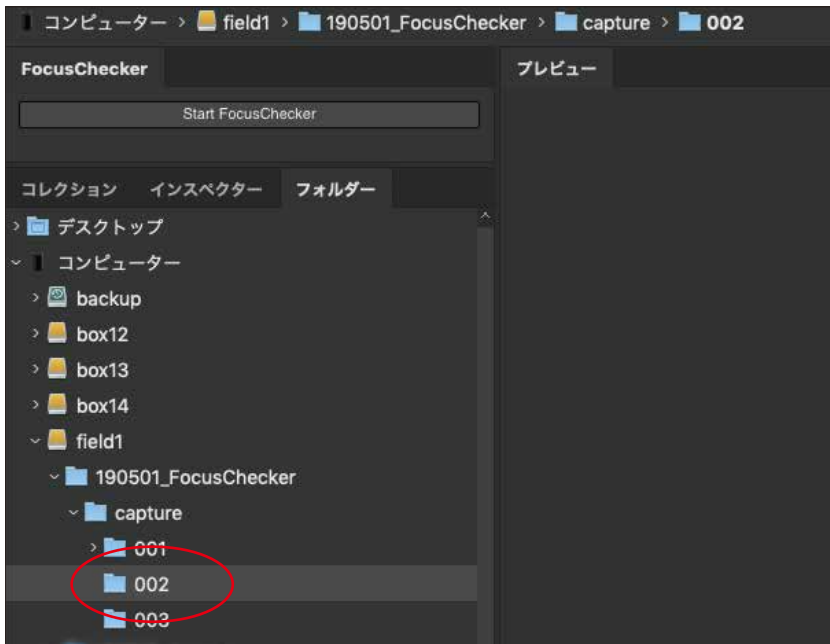 コンピューター > field1 > 190501_FocusChecker > capture > 002
FocusChecker
プレビュー
Start FocusChecker
コレクション インスペクター フォルダー
デスクトップ
コンピューター
backup
box12
box13
box14
field1
190501_FocusChecker
capture
001
002
003